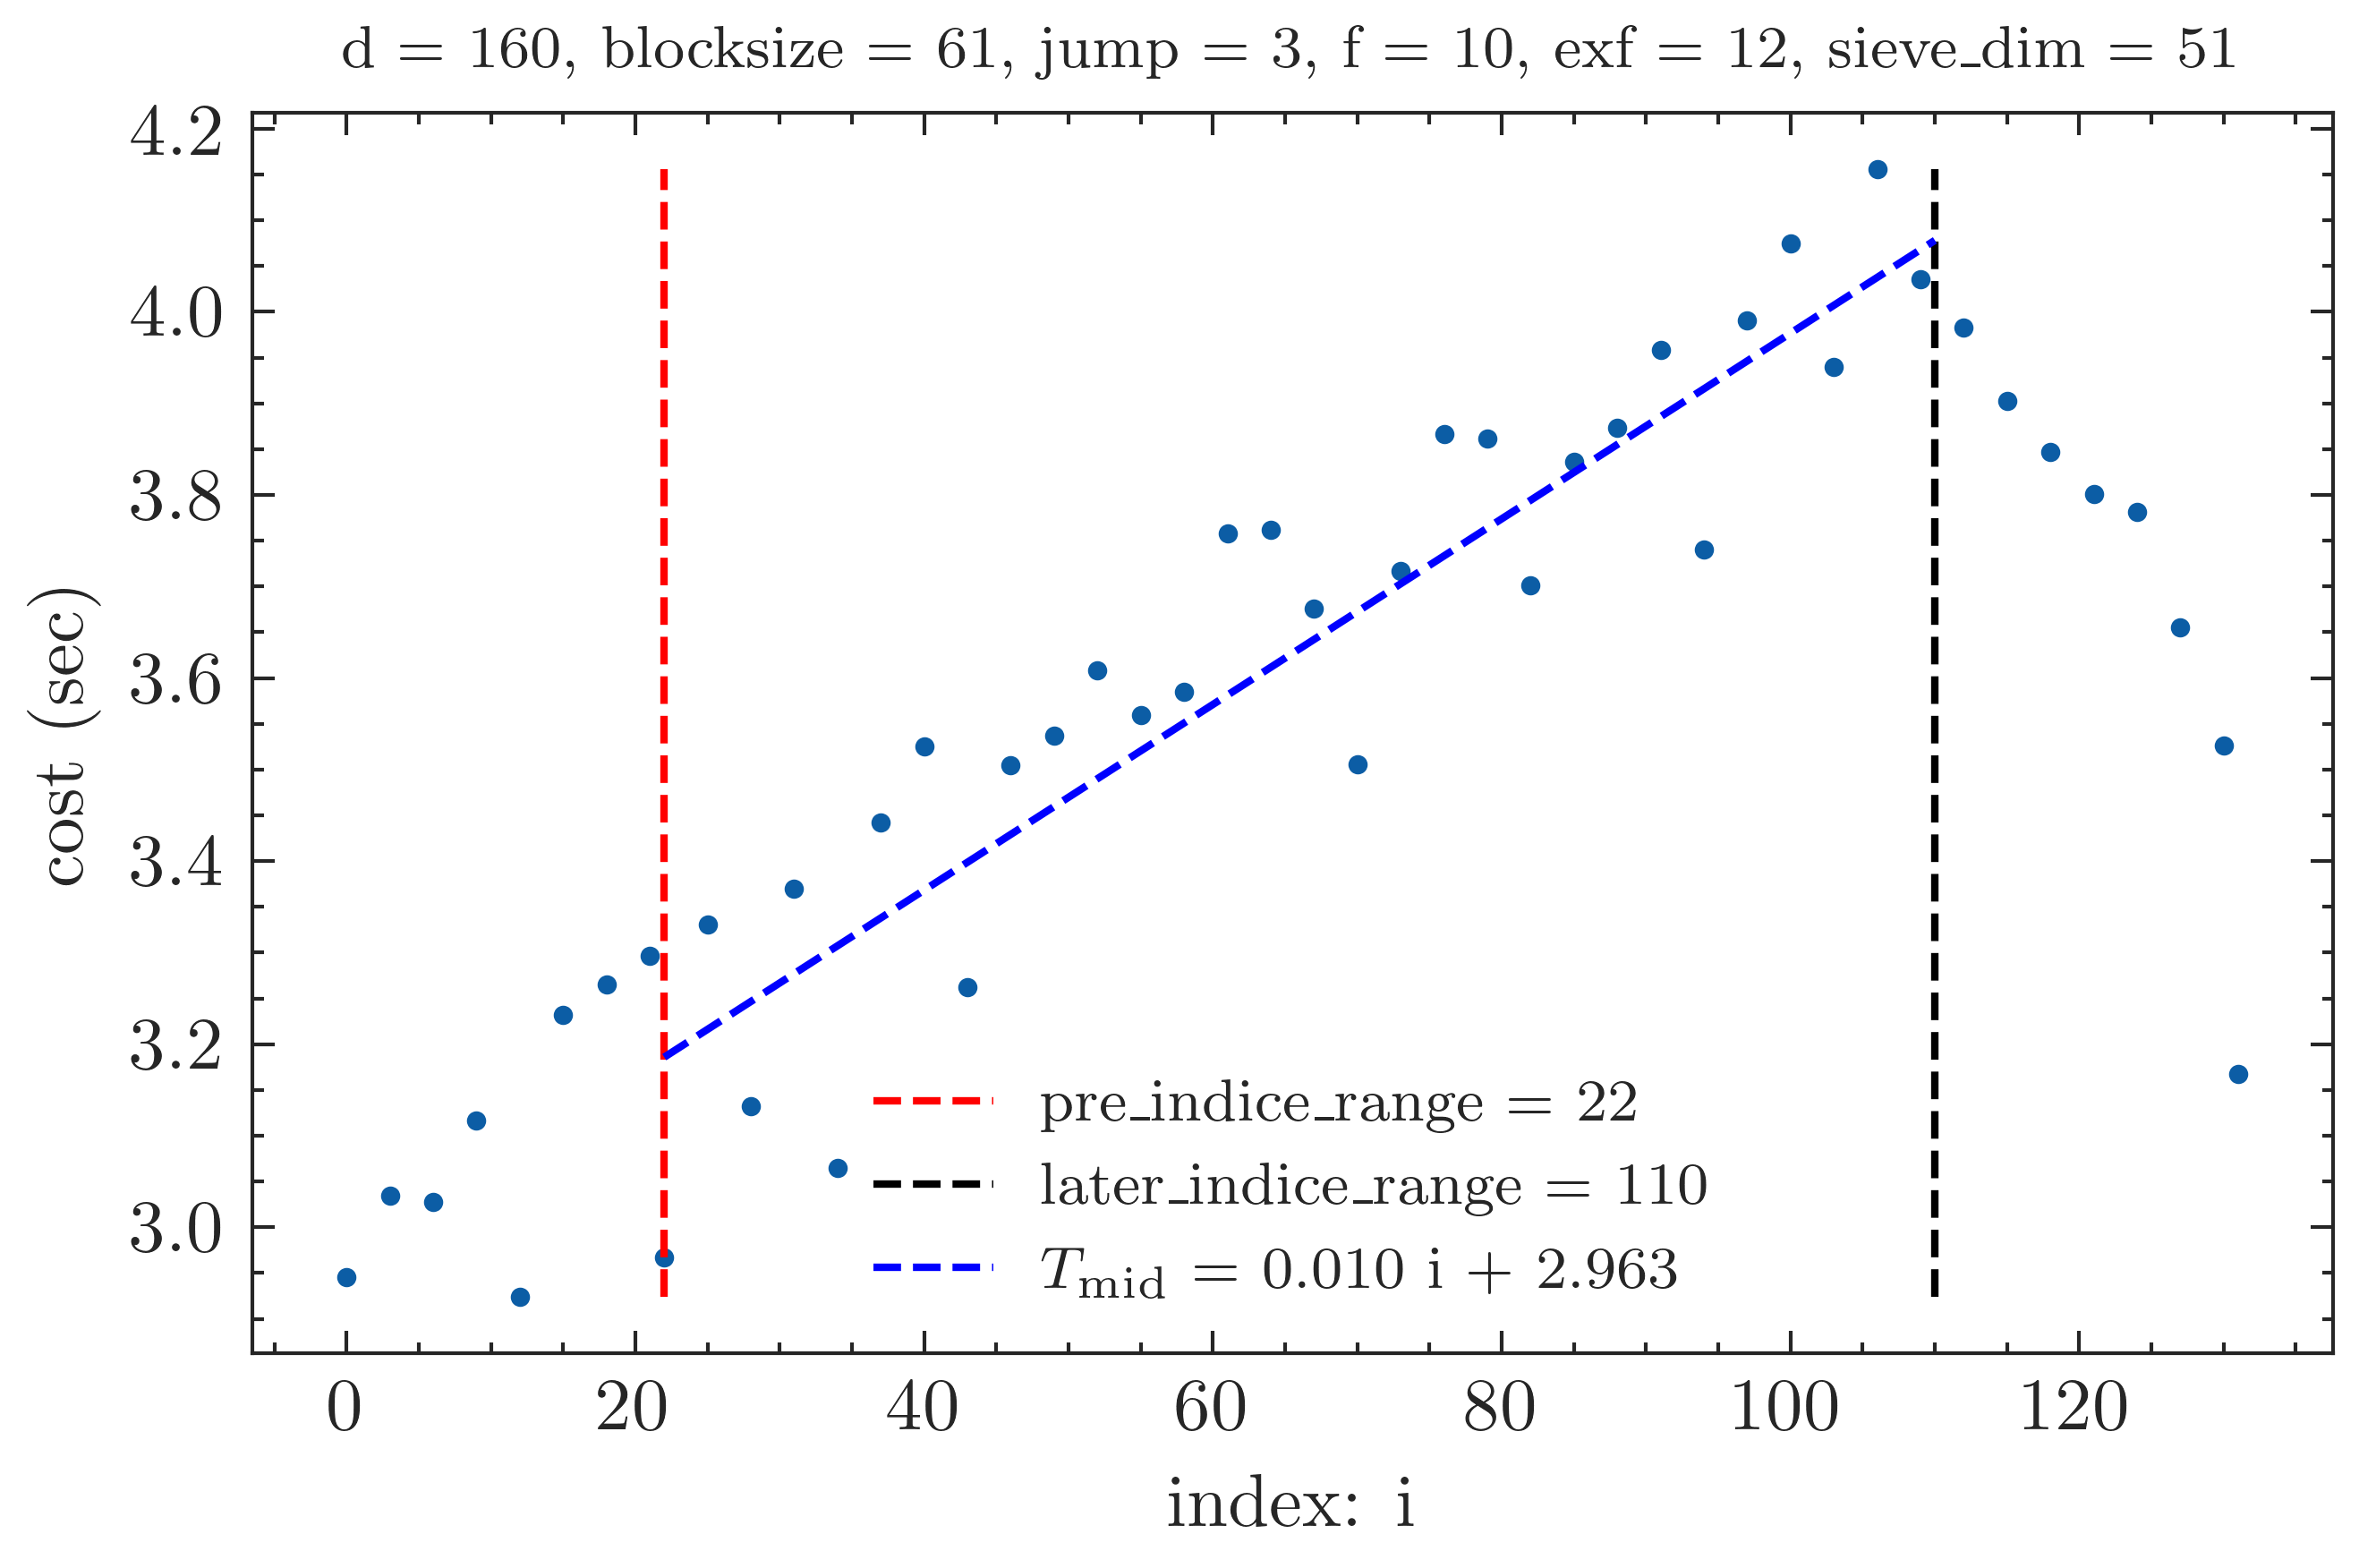 d = 160, blocksize = 61, jump = 3, f = 10, exf = 12, sieve_dim = 51
4.2
4.0
3.8
3.6
3.4
3.2
3.0
cost (sec)
pre_indice_range = 22
later_indice_range = 110
T_mid = 0.010 i + 2.963
0 20 40 60 80 100 120
index: i